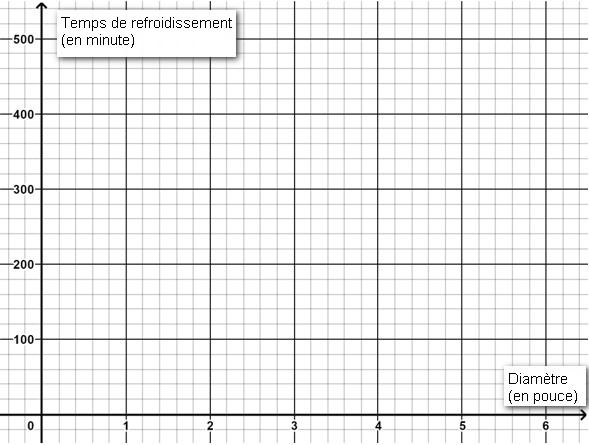 Temps de refroidissement
(en minute)
500
400
300
200
100
Diamètre
(en pouce)
0 1 2 3 4 5 6